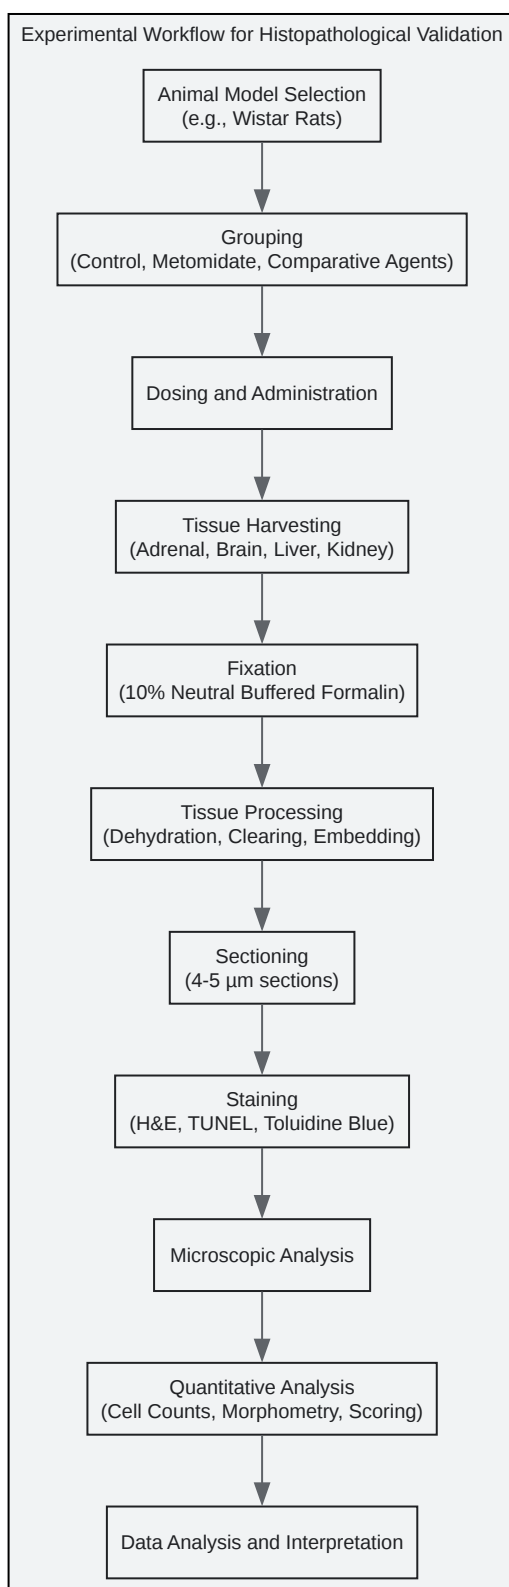 Experimental Workflow for Histopathological Validation
Animal Model Selection
(e.g., Wistar Rats)
Grouping
(Control, Metomidate, Comparative Agents)
Dosing and Administration
Tissue Harvesting
(Adrenal, Brain, Liver, Kidney)
Fixation
(10% Neutral Buffered Formalin)
Tissue Processing
(Dehydration, Clearing, Embedding)
Sectioning
(4-5 µm sections)
Staining
(H&E, TUNEL, Toluidine Blue)
Microscopic Analysis
Quantitative Analysis
(Cell Counts, Morphometry, Scoring)
Data Analysis and Interpretation